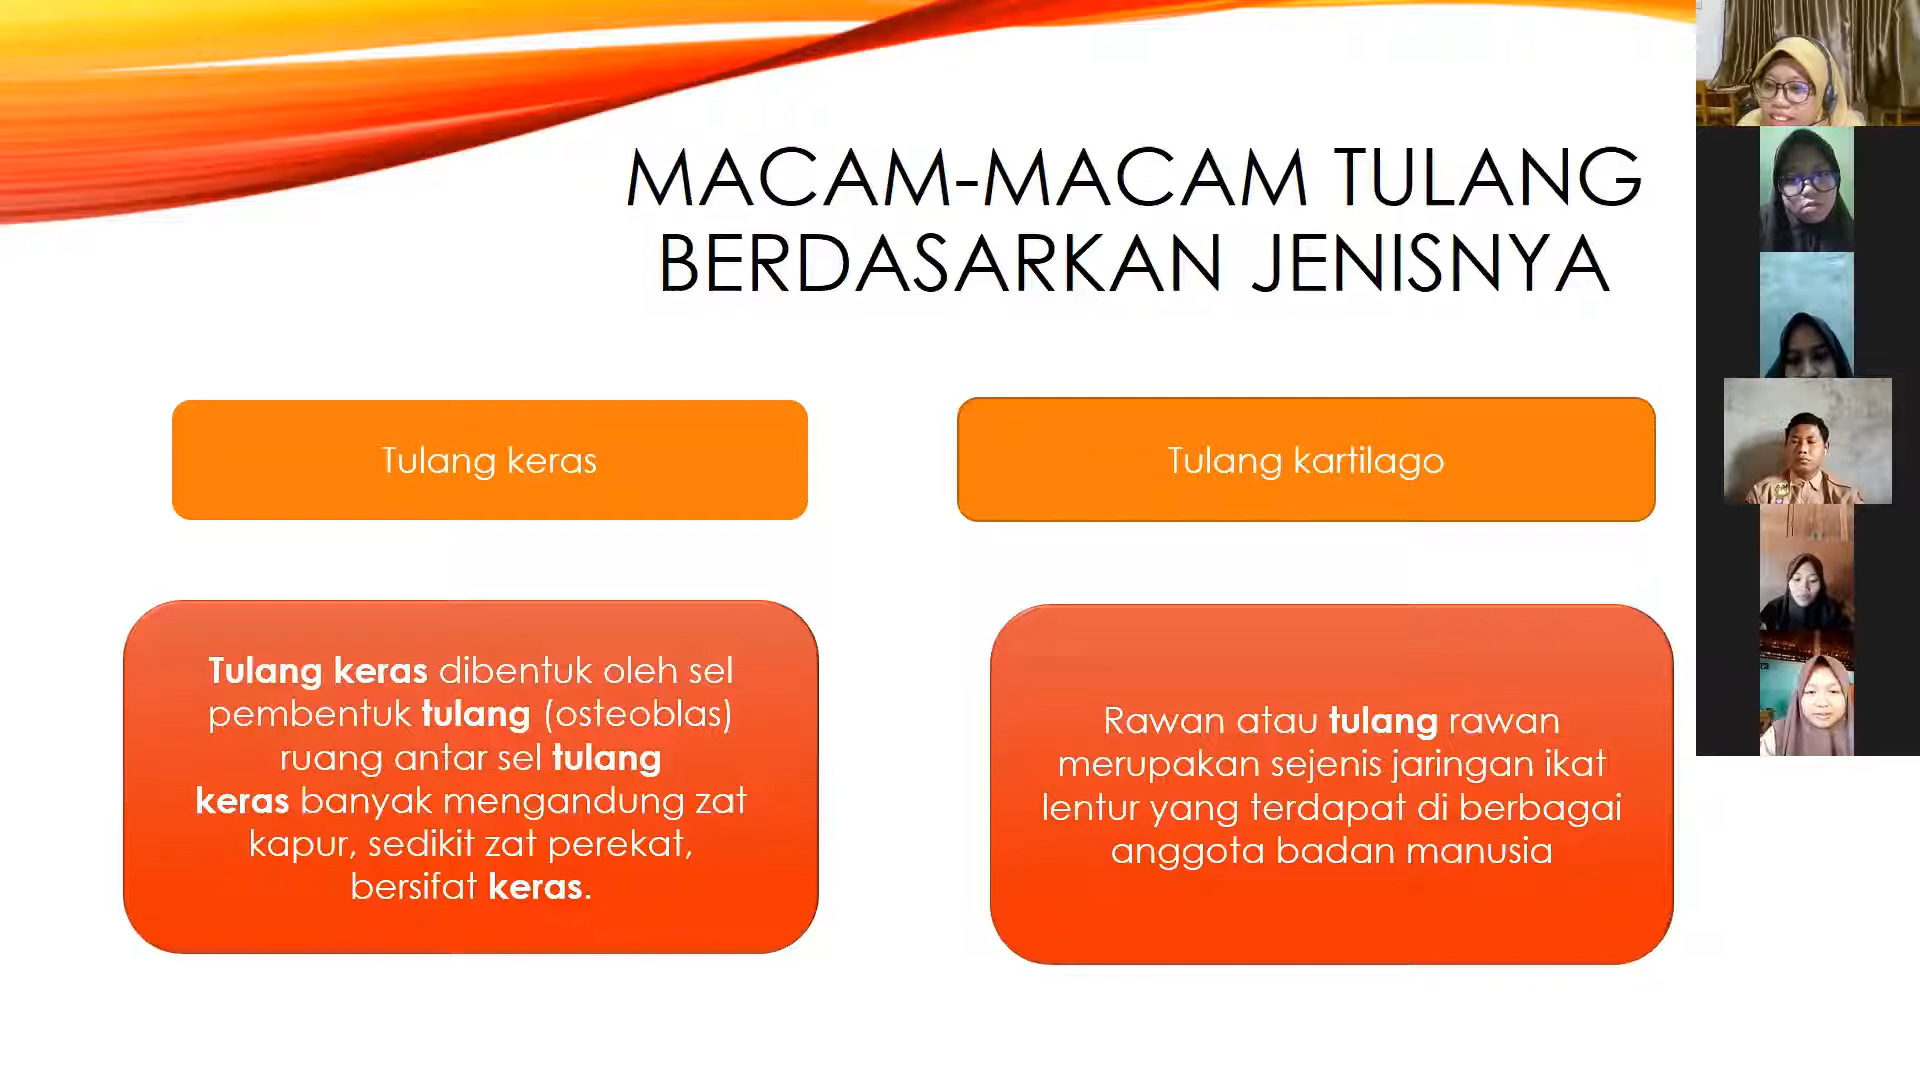 MACAM-MACAM TULANG
BERDASARKAN JENISNYA
Tulang keras
Tulang kartilago
Tulang keras dibentuk oleh sel
pembentuk tulang (osteoblas)
ruang antar sel tulang
keras banyak mengandung zat
kapur, sedikit zat perekat,
bersifat keras.
Rawan atau tulang rawan
merupakan sejenis jaringan ikat
lentur yang terdapat di berbagai
anggota badan manusia